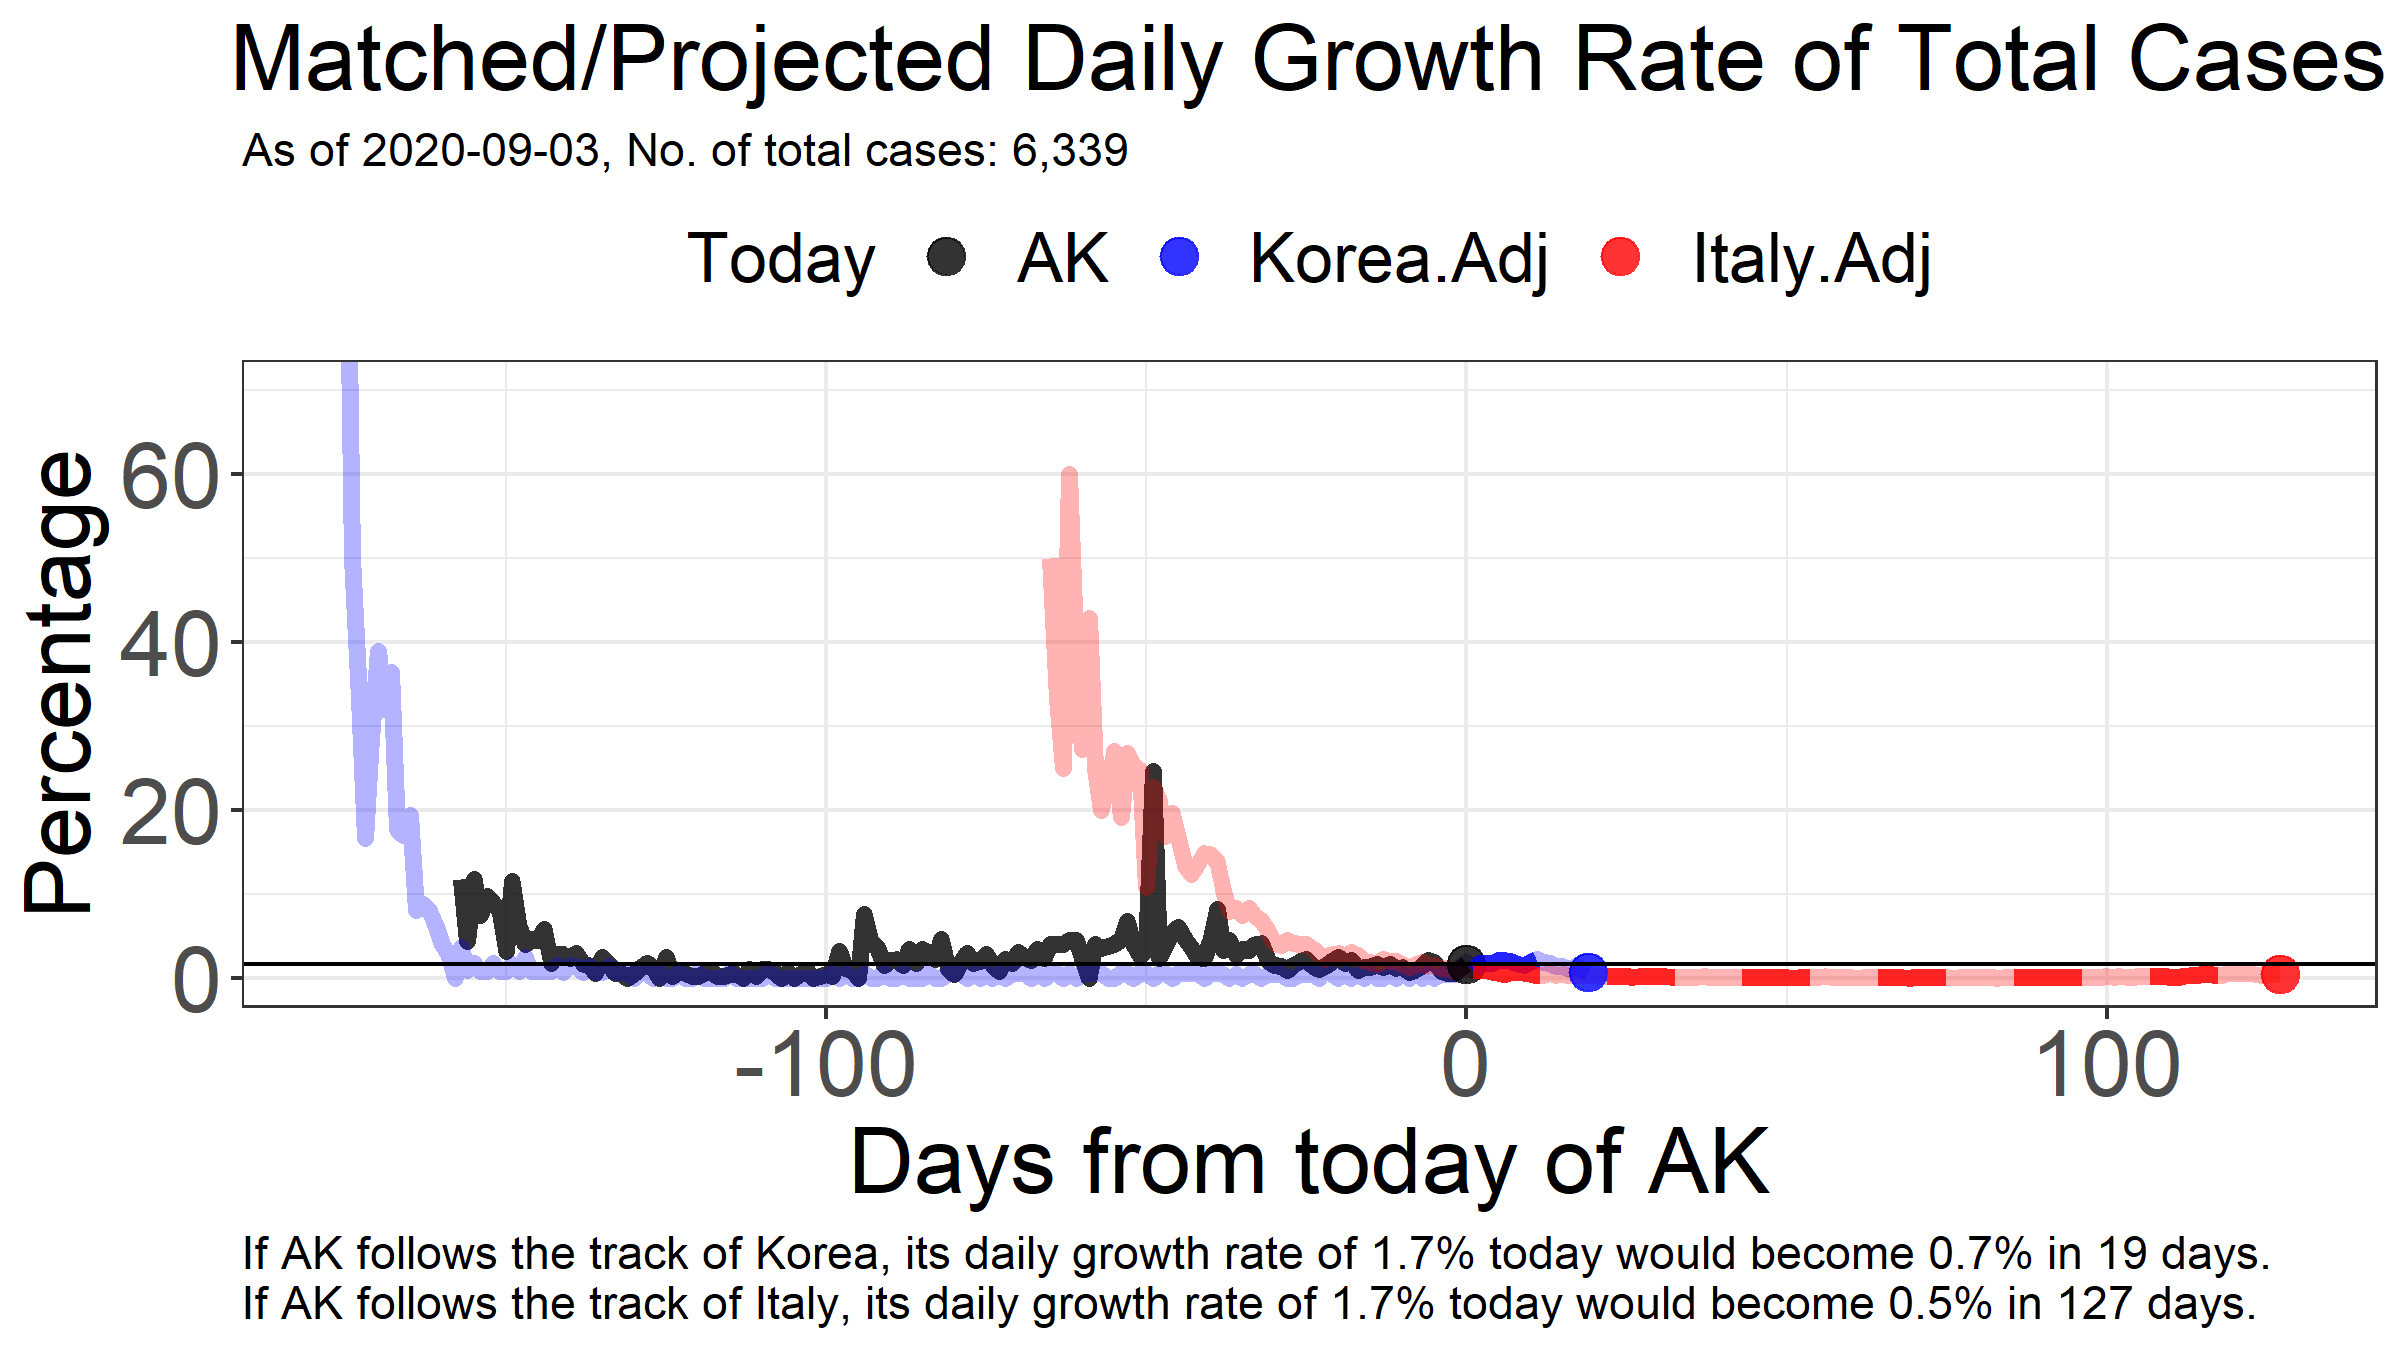 Matched/Projected Daily Growth Rate of Total Cases
As of 2020-09-03, No. of total cases: 6,339
Today AK Korea.Adj Italy.Adj
Percentage
60
40
20
0
-100 0 100
Days from today of AK
If AK follows the track of Korea, its daily growth rate of 1.7% today would become 0.7% in 19 days.
If AK follows the track of Italy, its daily growth rate of 1.7% today would become 0.5% in 127 days.